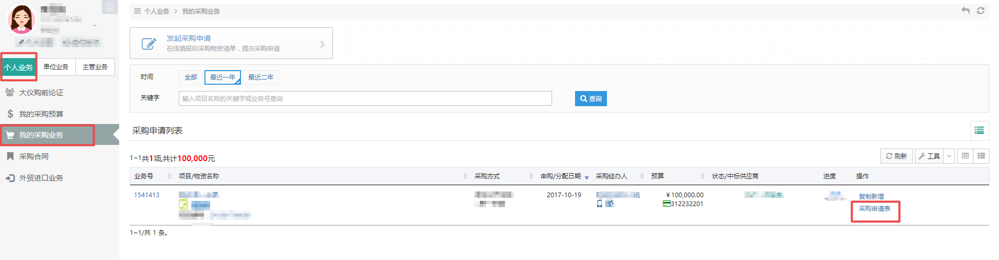 个人业务 > 我的采购业务
发起采购申请
在线填报拟采购物资清单，提交采购申请
个人业务
单位业务
主管业务
大仪购前论证
我的采购预算
我的采购业务
采购合同
外贸进口业务
时间 全部 最近一年 最近二年
关键字 输入项目名称的关键字或业务号查询 查询
采购申请列表
1~1共1项,共计100,000元
刷新 工具
业务号 项目/物资名称 采购方式 申购/分配日期 采购经办人 预算 状态/中标供应商 进度 操作
1541413 2017-10-19 ￥100,000.00 复制新增
312232201
采购申请表
1~1/共 1 条。